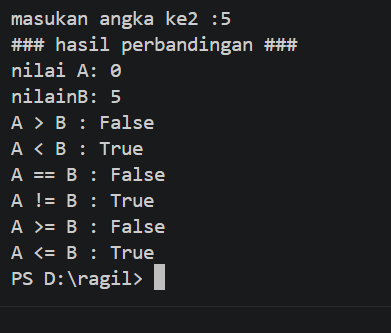 masukan angka ke2 :5
### hasil perbandingan ###
nilai A: 0
nilainB: 5
A > B : False
A < B : True
A == B : False
A != B : True
A >= B : False
A <= B : True
PS D:\ragil>